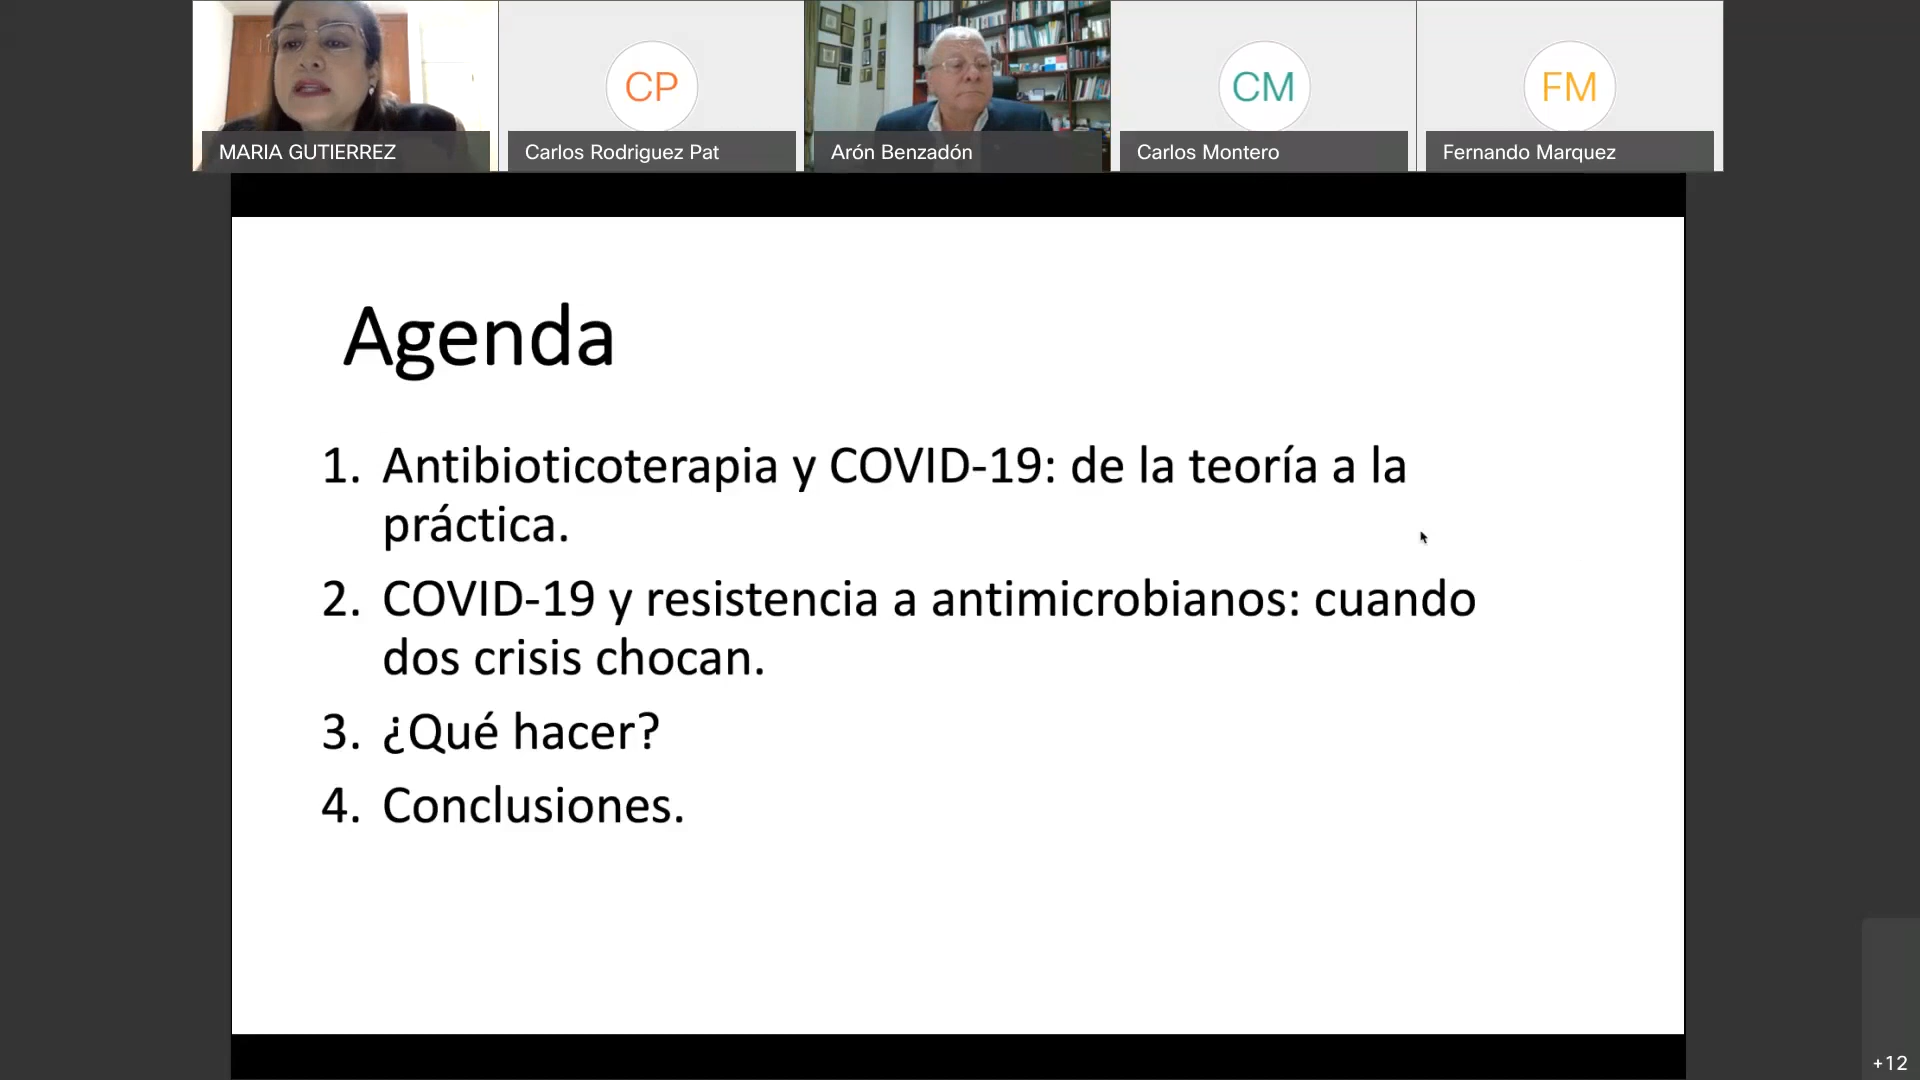 CP
CM
FM
MARIA GUTIERREZ
Carlos Rodriguez Pat
Arón Benzadón
Carlos Montero
Fernando Marquez
Agenda
1. Antibioticoterapia y COVID-19: de la teoría a la
práctica.
2. COVID-19 y resistencia a antimicrobianos: cuando
dos crisis chocan.
3. ¿Qué hacer?
4. Conclusiones.
+12